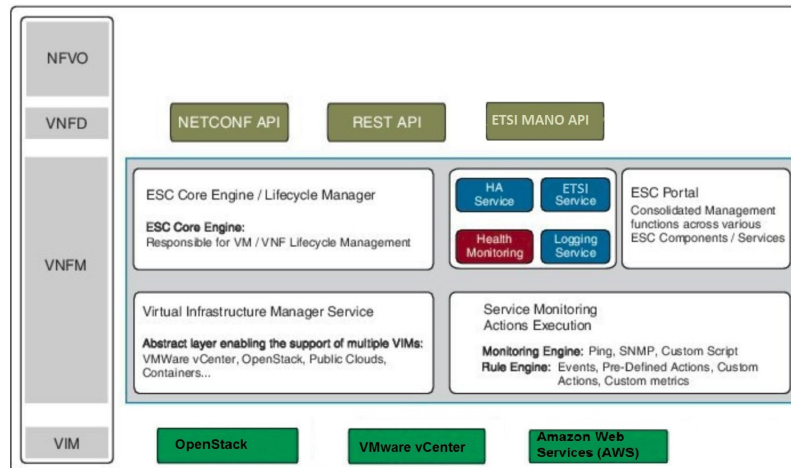 NFVO
VNFD
NETCONF API
REST API
ETSI MANO API
VNFM
ESC Core Engine / Lifecycle Manager
ESC Core Engine:
Responsible for VM / VNF Lifecycle Management
HA
Service
ETSI
Service
Health
Monitoring
Logging
Service
ESC Portal
Consolidated Management
functions across various
ESC Components / Services
Virtual Infrastructure Manager Service
Abstract layer enabling the support of multiple VIMs:
VMWare vCenter, OpenStack, Public Clouds,
Containers...
Service Monitoring
Actions Execution
Monitoring Engine: Ping, SNMP, Custom Script
Rule Engine: Events, Pre-Defined Actions, Custom
Actions, Custom metrics
VIM
OpenStack
VMware vCenter
Amazon Web
Services (AWS)